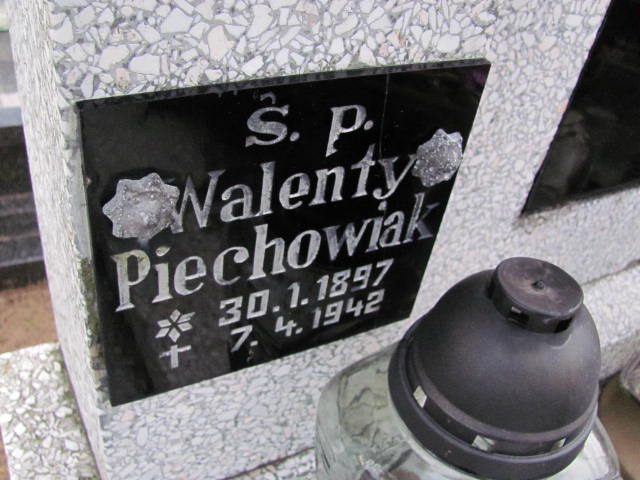 Ś. p.
Walenty
Piechowiak
30.1.1897
7.4.1942